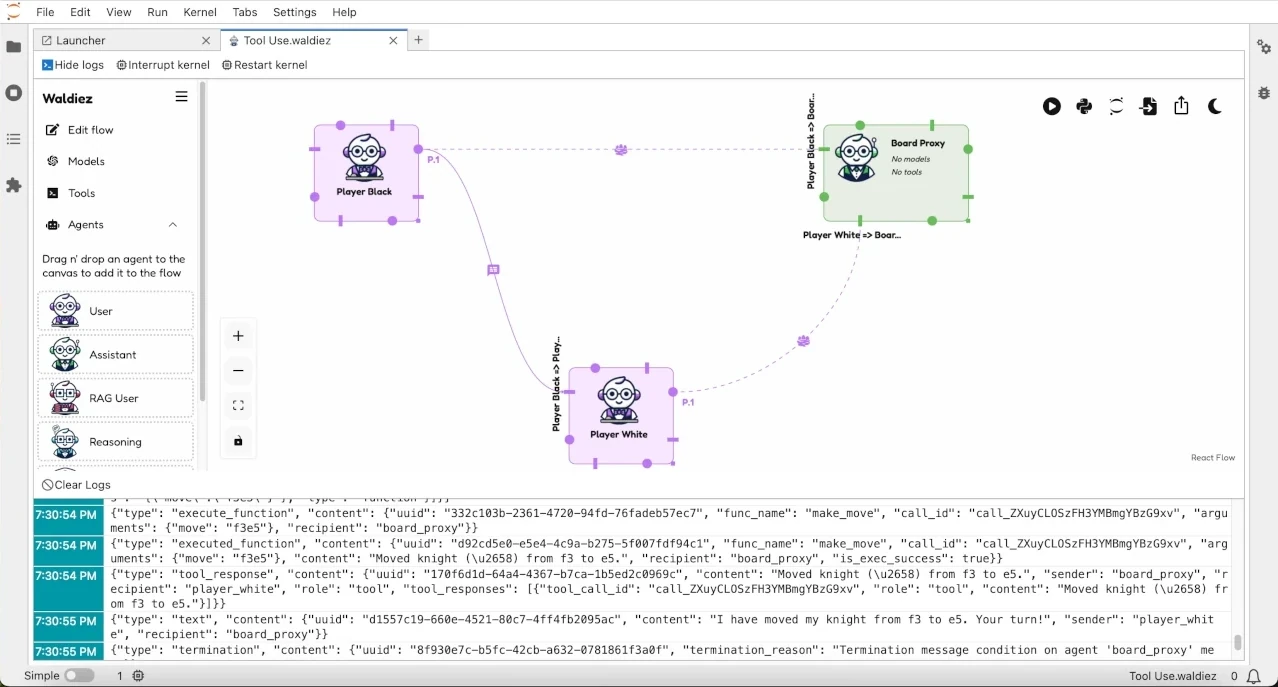 File Edit View Run Kernel Tabs Settings Help
Launcher
Tool Use.waldiez
Hide logs Interrupt kernel Restart kernel
Waldiez
Edit flow
Models
Tools
Agents
Drag n' drop an agent to the
canvas to add it to the flow
User
Assistant
RAG User
Reasoning
Player Black
P.1
Player Black => Boar...
Board Proxy
No models
No tools
Player White => Boar...
Player Black => Play...
Player White
P.1
React Flow
Clear Logs
7:30:54 PM {"type": "execute_function", "content": {"uuid": "332c103b-2361-4720-94fd-76fadeb57ec7", "func_name": "make_move", "call_id": "call_ZXuyCLOSzFH3YMBmgYBzG9xv", "argu
ments": {"move": "f3e5"}, "recipient": "board_proxy"}}
7:30:54 PM {"type": "executed_function", "content": {"uuid": "d92cd5e0-e5e4-4c9a-b275-5f007fdf94c1", "func_name": "make_move", "call_id": "call_ZXuyCLOSzFH3YMBmgYBzG9xv", "arg
uments": {"move": "f3e5"}, "content": "Moved knight (\u2658) from f3 to e5.", "recipient": "board_proxy", "is_exec_success": true}}
7:30:54 PM {"type": "tool_response", "content": {"uuid": "170f6d1d-64a4-4367-b7ca-1b5ed2c0969c", "content": "Moved knight (\u2658) from f3 to e5.", "sender": "board_proxy", "r
ecipient": "player_white", "role": "tool", "tool_responses": [{"tool_call_id": "call_ZXuyCLOSzFH3YMBmgYBzG9xv", "role": "tool", "content": "Moved knight (\u2658) fr
om f3 to e5."}]}}
7:30:55 PM {"type": "text", "content": {"uuid": "d1557c19-660e-4521-80c7-4ff4fb2095ac", "content": "I have moved my knight from f3 to e5. Your turn!", "sender": "player_whit
e", "recipient": "board_proxy"}}
7:30:55 PM {"type": "termination", "content": {"uuid": "8f930e7c-b5fc-42cb-a632-0781861f3a0f", "termination_reason": "Termination message condition on agent 'board_proxy' me
Simple 1 Tool Use.waldiez 0